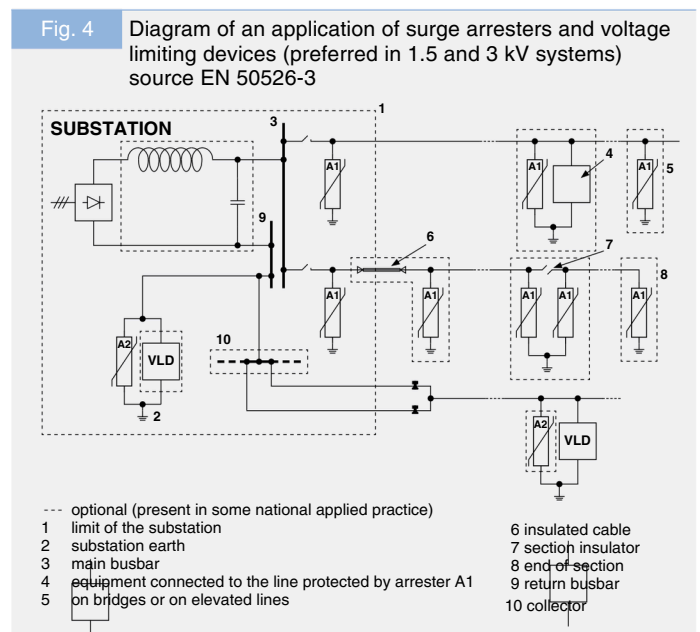 Fig. 4
Diagram of an application of surge arresters and voltage
limiting devices (preferred in 1.5 and 3 kV systems)
source EN 50526-3
1
3
SUBSTATION
4
A1
A1
A1
5
9
6
7
8
A1
A1
A1
A1
A1
10
A2
VLD
2
A2
VLD
--- optional (present in some national applied practice)
1 limit of the substation
2 substation earth
3 main busbar
4 equipment connected to the line protected by arrester A1
5 on bridges or on elevated lines
6 insulated cable
7 section insulator
8 end of section
9 return busbar
10 collector